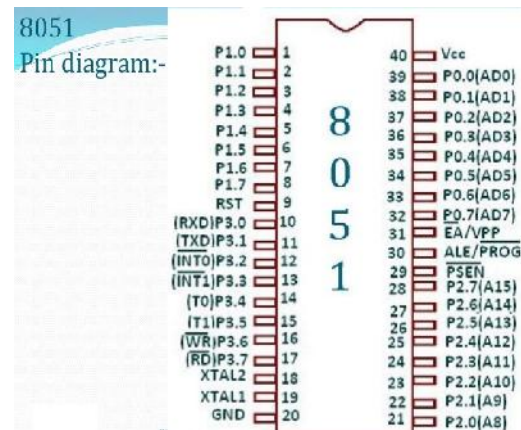 8051
Pin diagram:-
P1.0 1
P1.1 2
P1.2 3
P1.3 4
P1.4 5
P1.5 6
P1.6 7
P1.7 8
RST 9
(RXD)P3.0 10
(TXD)P3.1 11
(INT0)P3.2 12
(INT1)P3.3 13
(T0)P3.4 14
(T1)P3.5 15
(WR)P3.6 16
(RD)P3.7 17
XTAL2 18
XTAL1 19
GND 20
8
0
5
1
40 Vcc
39 P0.0(AD0)
38 P0.1(AD1)
37 P0.2(AD2)
36 P0.3(AD3)
35 P0.4(AD4)
34 P0.5(AD5)
33 P0.6(AD6)
32 P0.7(AD7)
31 EA/VPP
30 ALE/PROG
29 PSEN
28 P2.7(A15)
27 P2.6(A14)
26 P2.5(A13)
25 P2.4(A12)
24 P2.3(A11)
23 P2.2(A10)
22 P2.1(A9)
21 P2.0(A8)